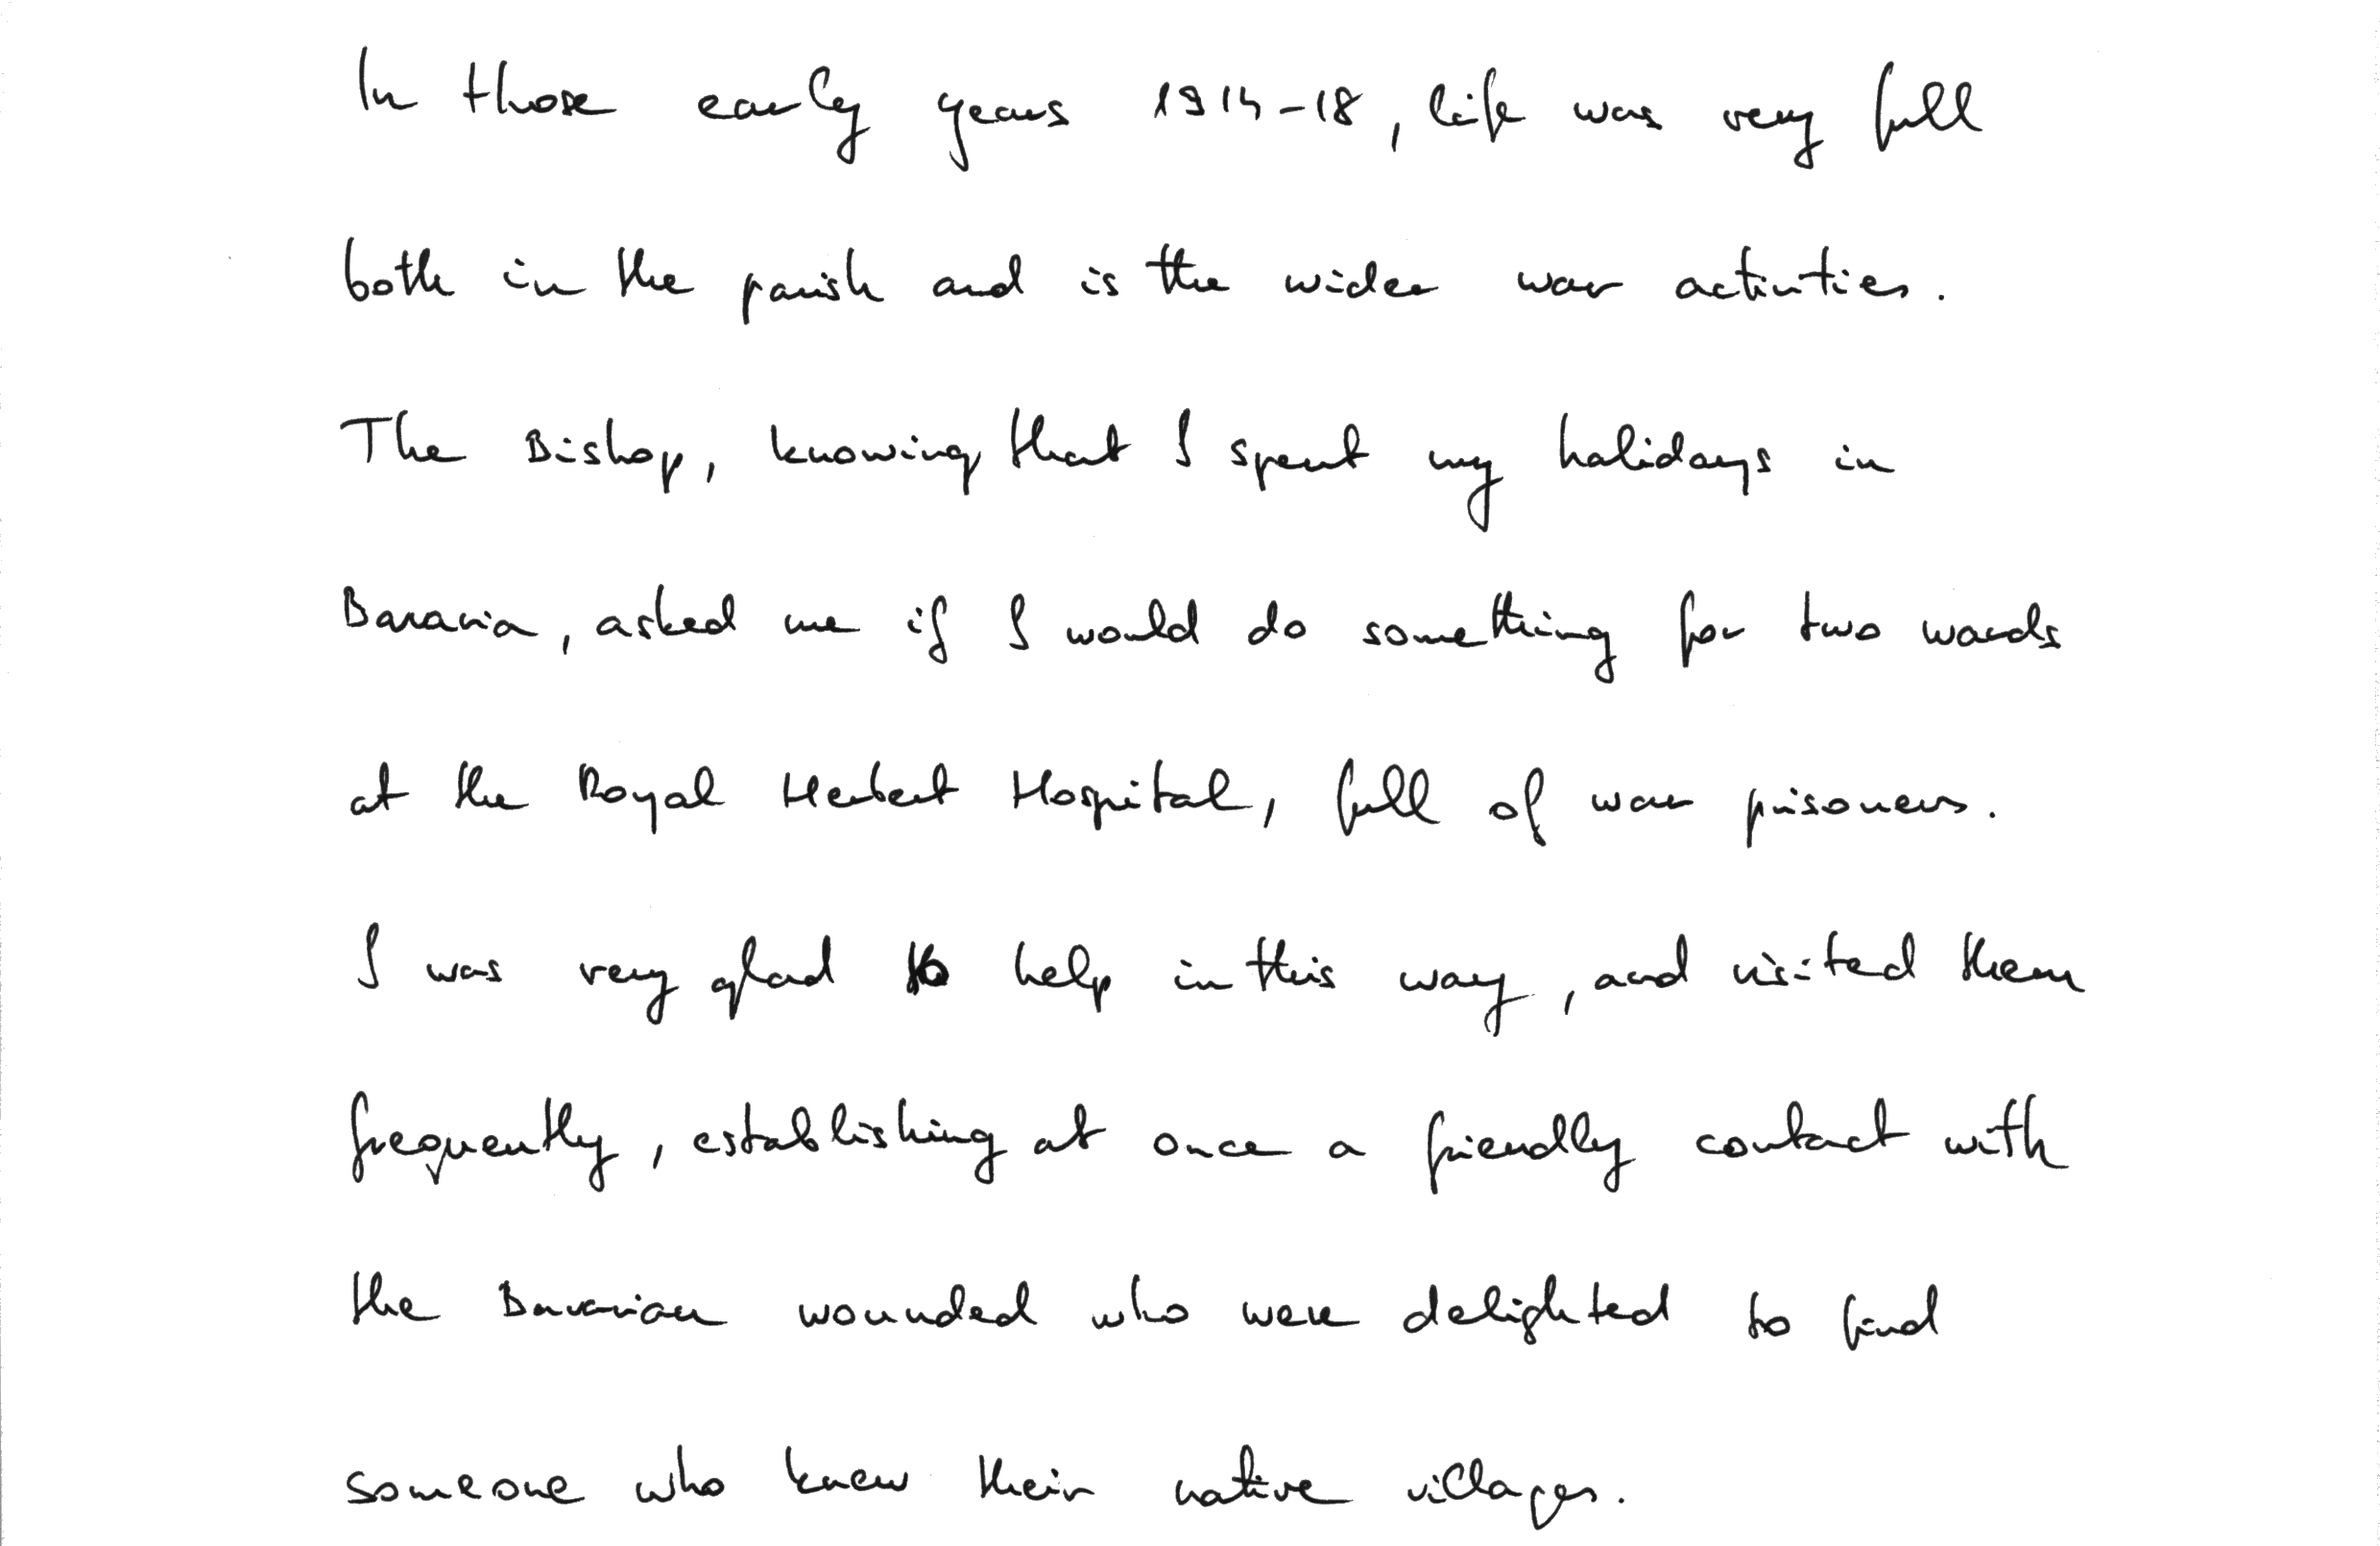 In those early years 1914-18, life was very full
both in the parish and is the wider war activities.
The Bishop, knowing that I spent my holidays in
Bavaria, asked me if I would do something for two wards
at the Royal Herbert Hospital, full of war prisoners.
I was very glad to help in this way, and visited them
frequently, establishing at once a friendly contact with
the Bavarian wounded who were delighted to find
someone who knew their native villages.